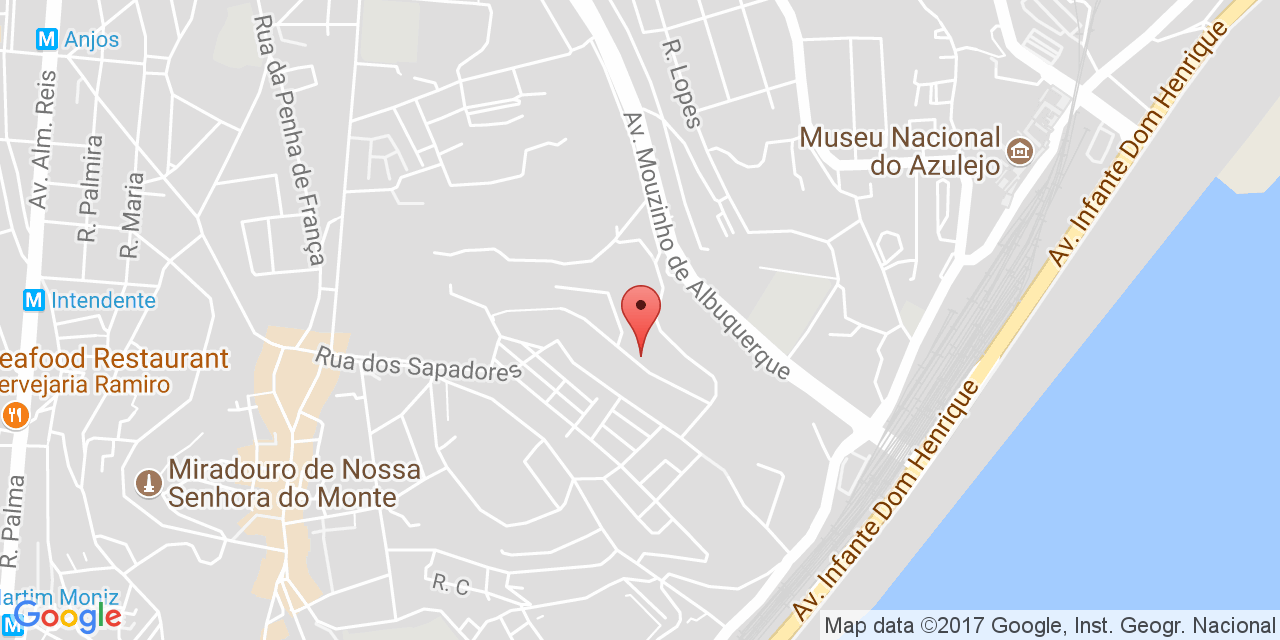 M Anjos
Rua da Penha de França
Av. Alm. Reis
R. Palmira
R. Maria
R. Lopes
Av. Mouzinho de Albuquerque
Museu Nacional
do Azulejo
Av. Infante Dom Henrique
M Intendente
eafood Restaurant
ervejaria Ramiro
Rua dos Sapadores
Miradouro de Nossa
Senhora do Monte
R. Palma
Av. Infante Dom Henrique
R. C
artim Moniz
M
Google
Map data ©2017 Google, Inst. Geogr. Nacional